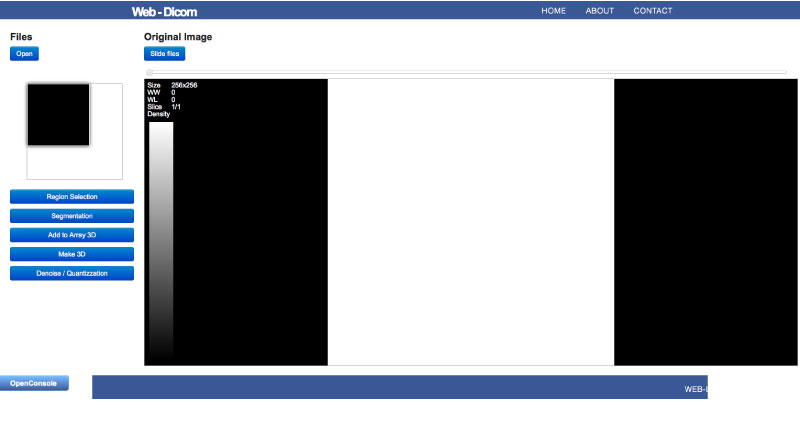 Web - Dicom
HOME ABOUT CONTACT
Files
Open
Original Image
Slide files
Size 256x256
WW 0
WL 0
Slice 1/1
Density
Region Selection
Segmentation
Add to Array 3D
Make 3D
Denoise / Quantizzation
OpenConsole
WEB-